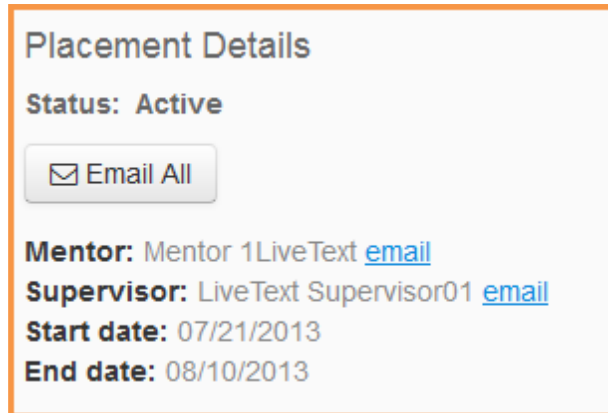 Placement Details
Status: Active
Email All
Mentor: Mentor 1LiveText email
Supervisor: LiveText Supervisor01 email
Start date: 07/21/2013
End date: 08/10/2013